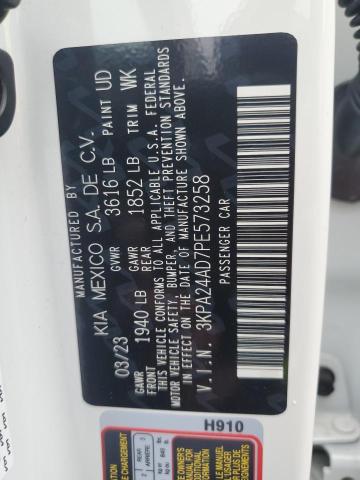 MANUFACTURED BY
KIA MEXICO S.A. DE C.V.
03/23 GVWR 3616 LB PAINT UD
GAWR FRONT 1940 LB GAWR REAR 1852 LB TRIM WK
THIS VEHICLE CONFORMS TO ALL APPLICABLE U.S.A. FEDERAL
MOTOR VEHICLE SAFETY, BUMPER, AND THEFT PREVENTION STANDARDS
IN EFFECT ON THE DATE OF MANUFACTURE SHOWN ABOVE.
V.I.N. 3KPA24AD7PE573258
PASSENGER CAR
H910
REAR
ARRIÈRE